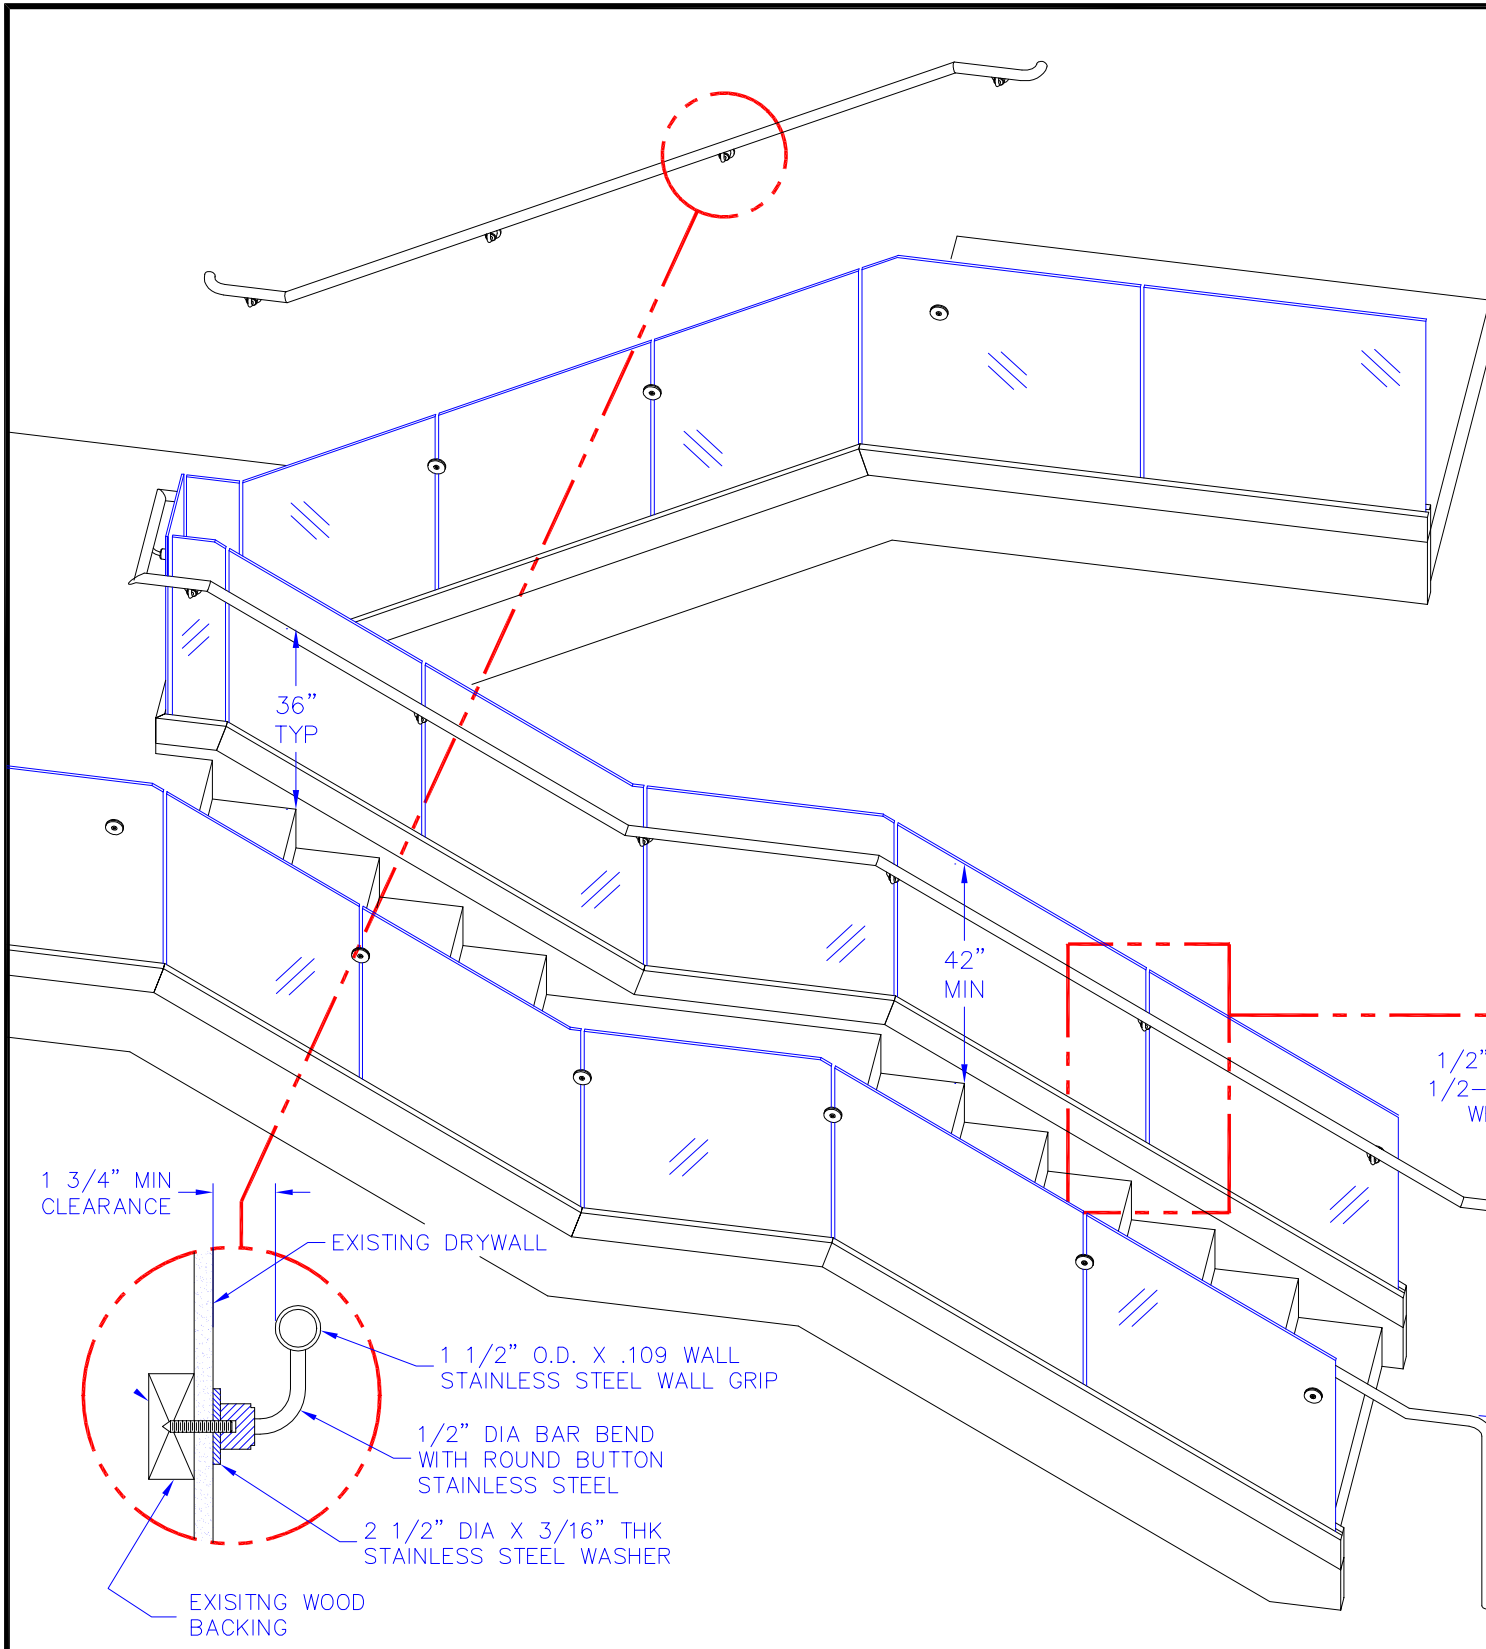 36”
TYP
42”
MIN
1/2”
1/2-
1 3/4” MIN
CLEARANCE
EXISTING DRYWALL
1 1/2” O.D. X .109 WALL
STAINLESS STEEL WALL GRIP
1/2” DIA BAR BEND
WITH ROUND BUTTON
STAINLESS STEEL
2 1/2” DIA X 3/16” THK
STAINLESS STEEL WASHER
EXISITNG WOOD
BACKING